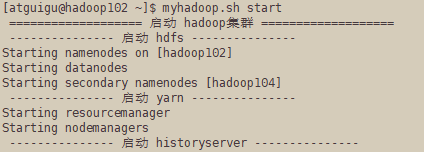 [atguigu@hadoop102 ~]$ myhadoop.sh start
=================== 启动 hadoop集群 ===================
--------------- 启动 hdfs ---------------
Starting namenodes on [hadoop102]
Starting datanodes
Starting secondary namenodes [hadoop104]
--------------- 启动 yarn ---------------
Starting resourcemanager
Starting nodemanagers
--------------- 启动 historyserver ---------------